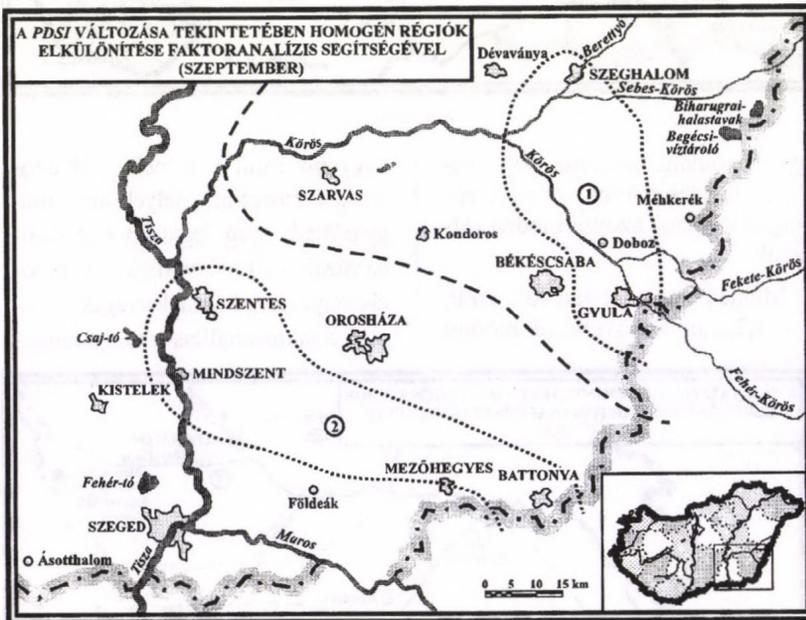 A PDSI VÁLTOZÁSA TEKINTETÉBEN HOMOGÉN RÉGIÓK
ELKÜLÖNÍTÉSE FAKTORANALÍZIS SEGÍTSÉGÉVEL
(SZEPTEMBER)
Dévaványa
Berettyó
SZEGHALOM
Sebes-Körös
Biharugrai-
halastavak
Begécsi-
víztároló
Körös
Körös
SZARVAS
1
Méhkerék
Tisza
Kondoros
Doboz
BÉKÉSCSABA
Fekete-Körös
GYULA
SZENTES
OROSHÁZA
Csaj-tó
MINDSZENT
Fehér-Körös
KISTELEK
2
MEZŐHEGYES
BATTONYA
Fehér-tó
Földeák
SZEGED
Maros
Ásotthalom
Tisza
0 5 10 15 km